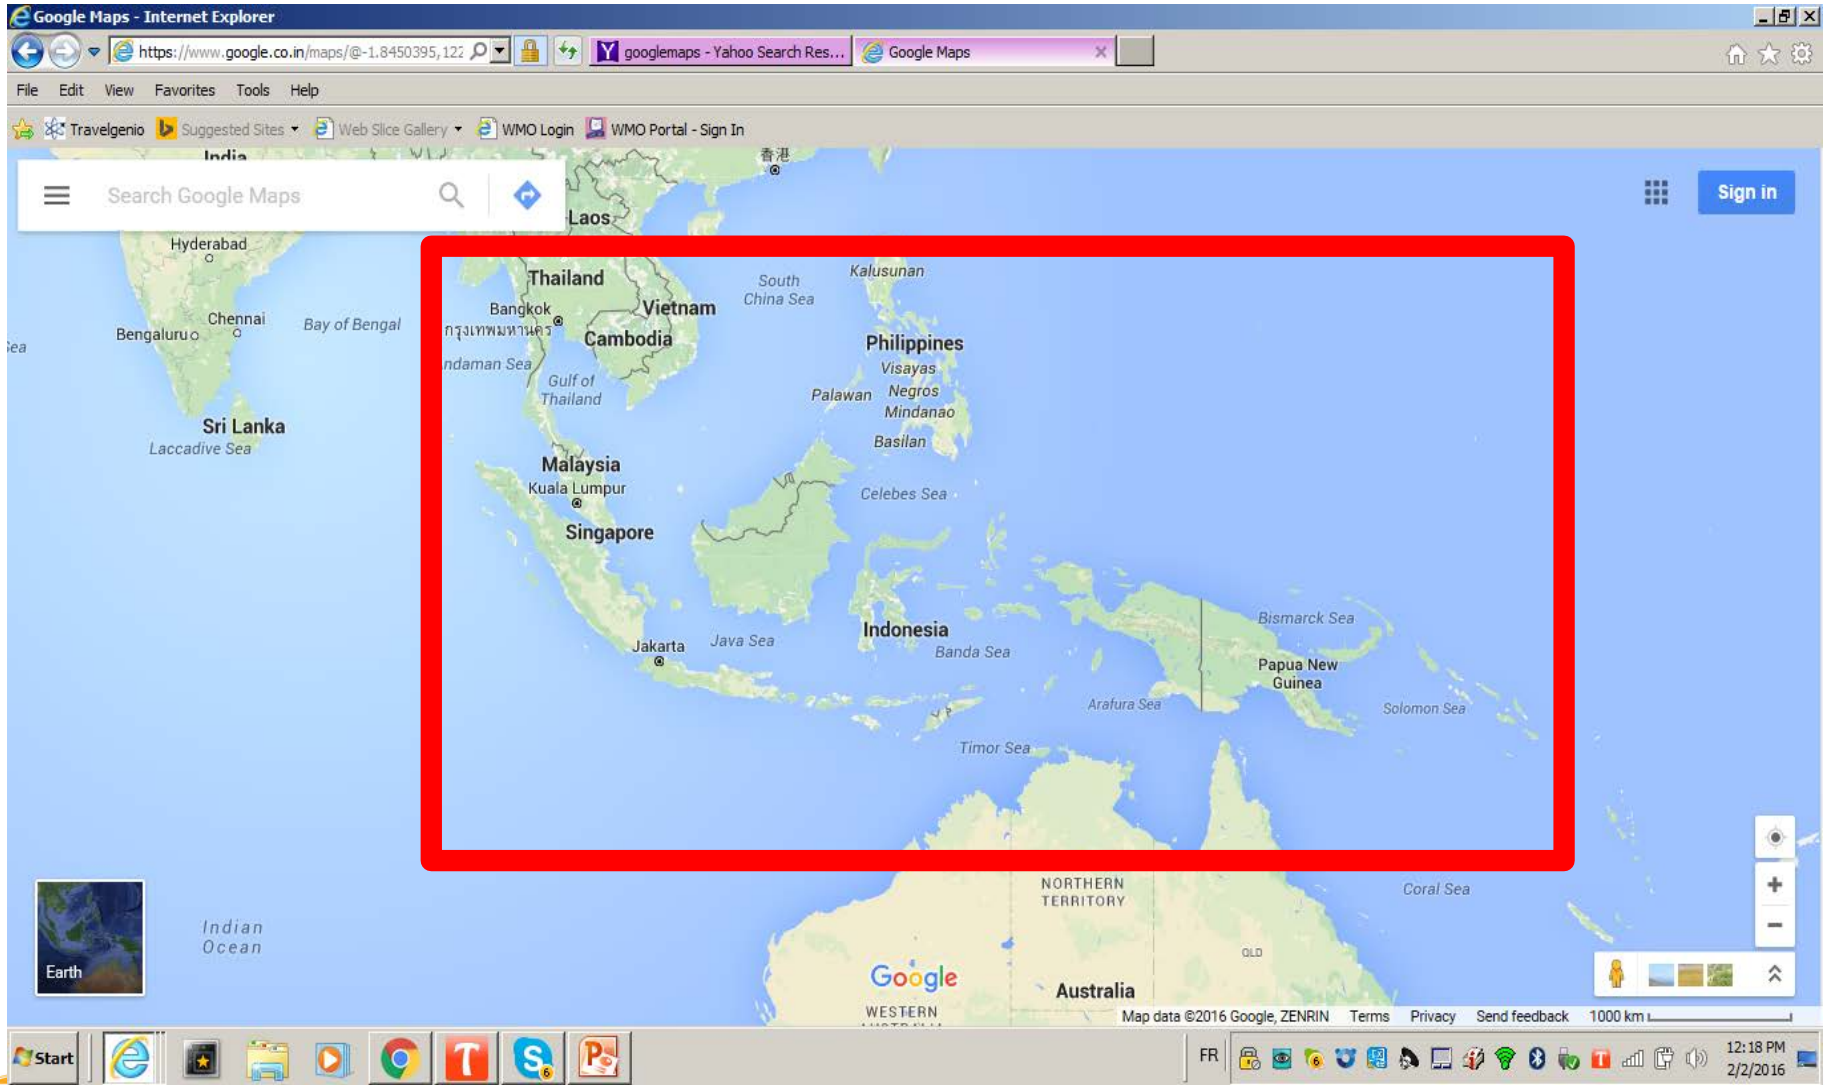 Google Maps - Internet Explorer
https://www.google.co.in/maps/@-1.8450395,122
googlemaps - Yahoo Search Res...
Google Maps
File Edit View Favorites Tools Help
Travelgenio
Suggested Sites
Web Slice Gallery
WMO Login
WMO Portal - Sign In
India
香港
Search Google Maps
Sign in
Laos
Hyderabad
Thailand
South
China Sea
Kalusunan
Bangkok
กรุงเทพมหานคร
Vietnam
Chennai
Bengaluru
Bay of Bengal
Cambodia
Philippines
Visayas
ndaman Sea
Gulf of
Thailand
Palawan
Negros
Mindanao
Sri Lanka
Laccadive Sea
Basilan
Malaysia
Kuala Lumpur
Celebes Sea
Singapore
Bismarck Sea
Indonesia
Jakarta
Java Sea
Banda Sea
Papua New
Guinea
Arafura Sea
Solomon Sea
Timor Sea
NORTHERN
TERRITORY
Coral Sea
Indian
Ocean
QLD
Earth
Google
Australia
WESTERN
Map data ©2016 Google, ZENRIN Terms Privacy Send feedback 1000 km
Start
FR
12:18 PM
2/2/2016